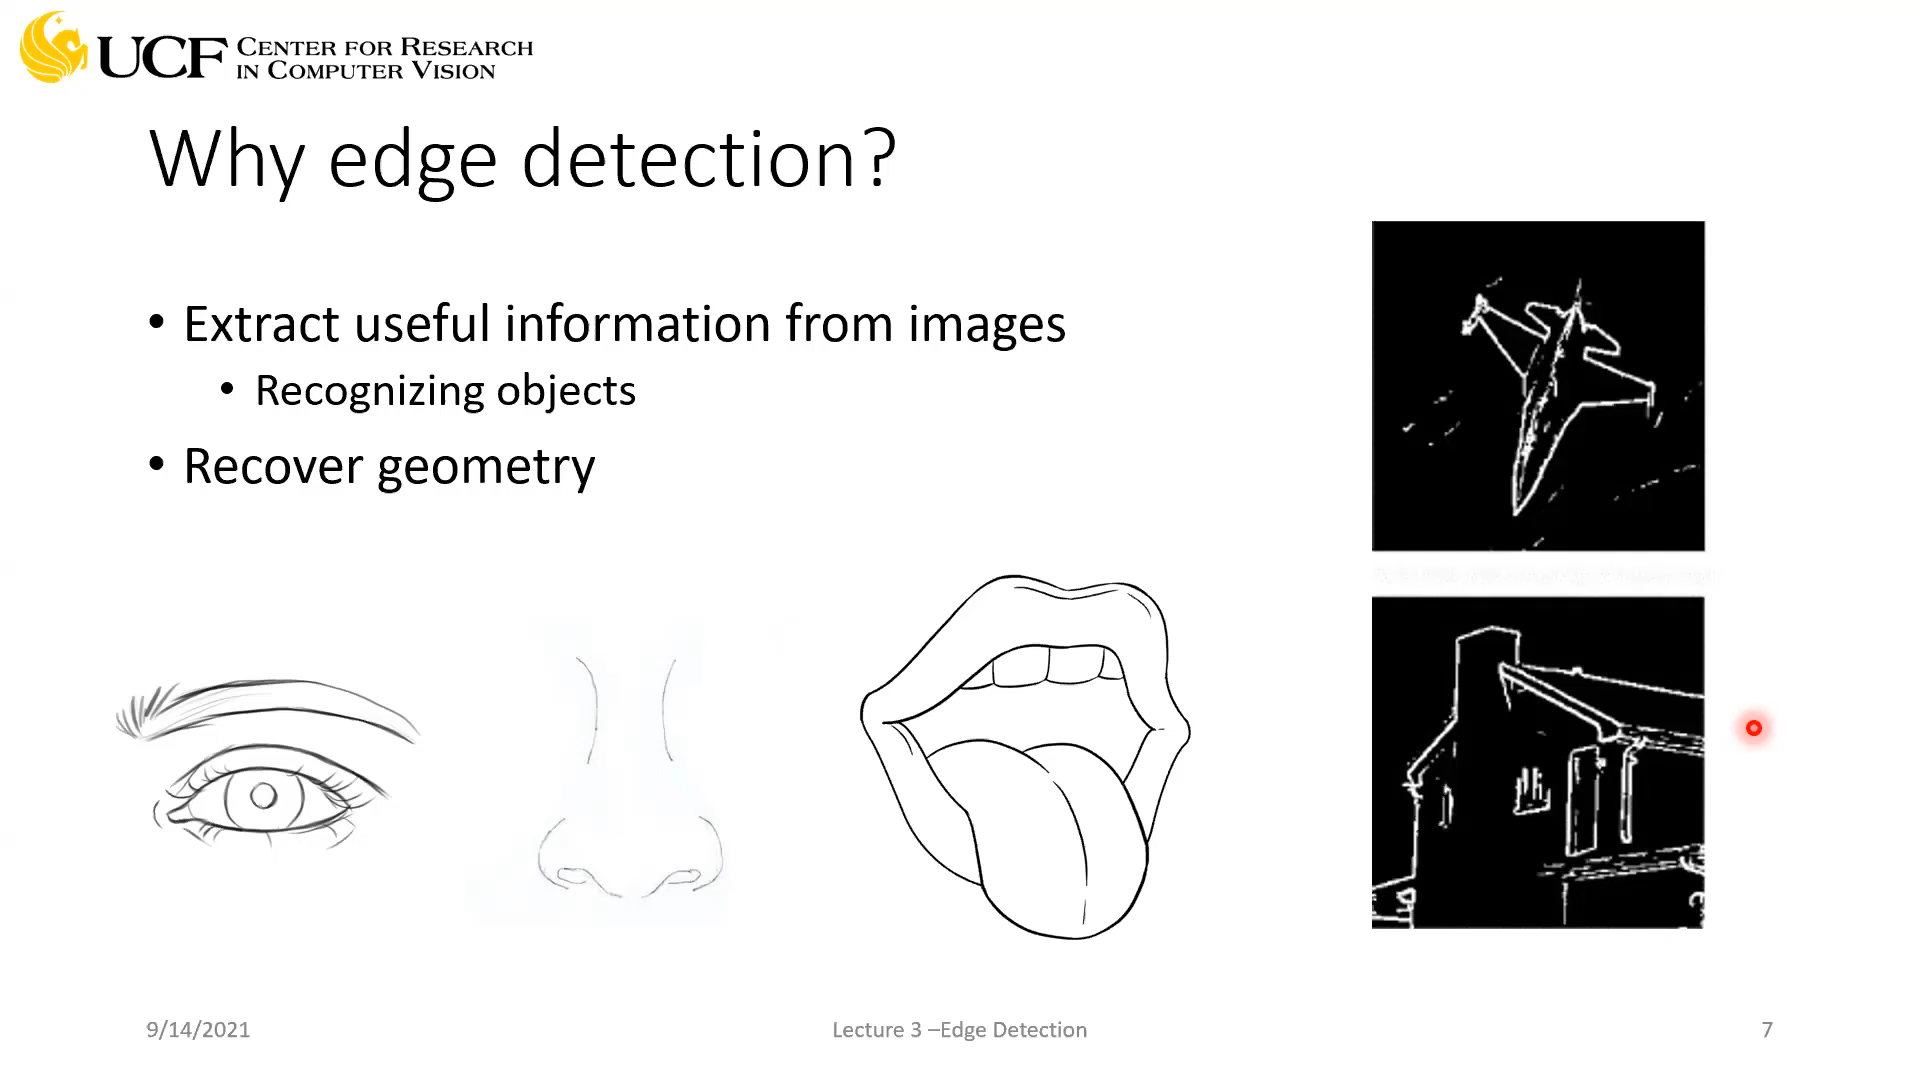 UCF CENTER FOR RESEARCH
IN COMPUTER VISION
Why edge detection?
• Extract useful information from images
• Recognizing objects
• Recover geometry
9/14/2021
Lecture 3 –Edge Detection
7